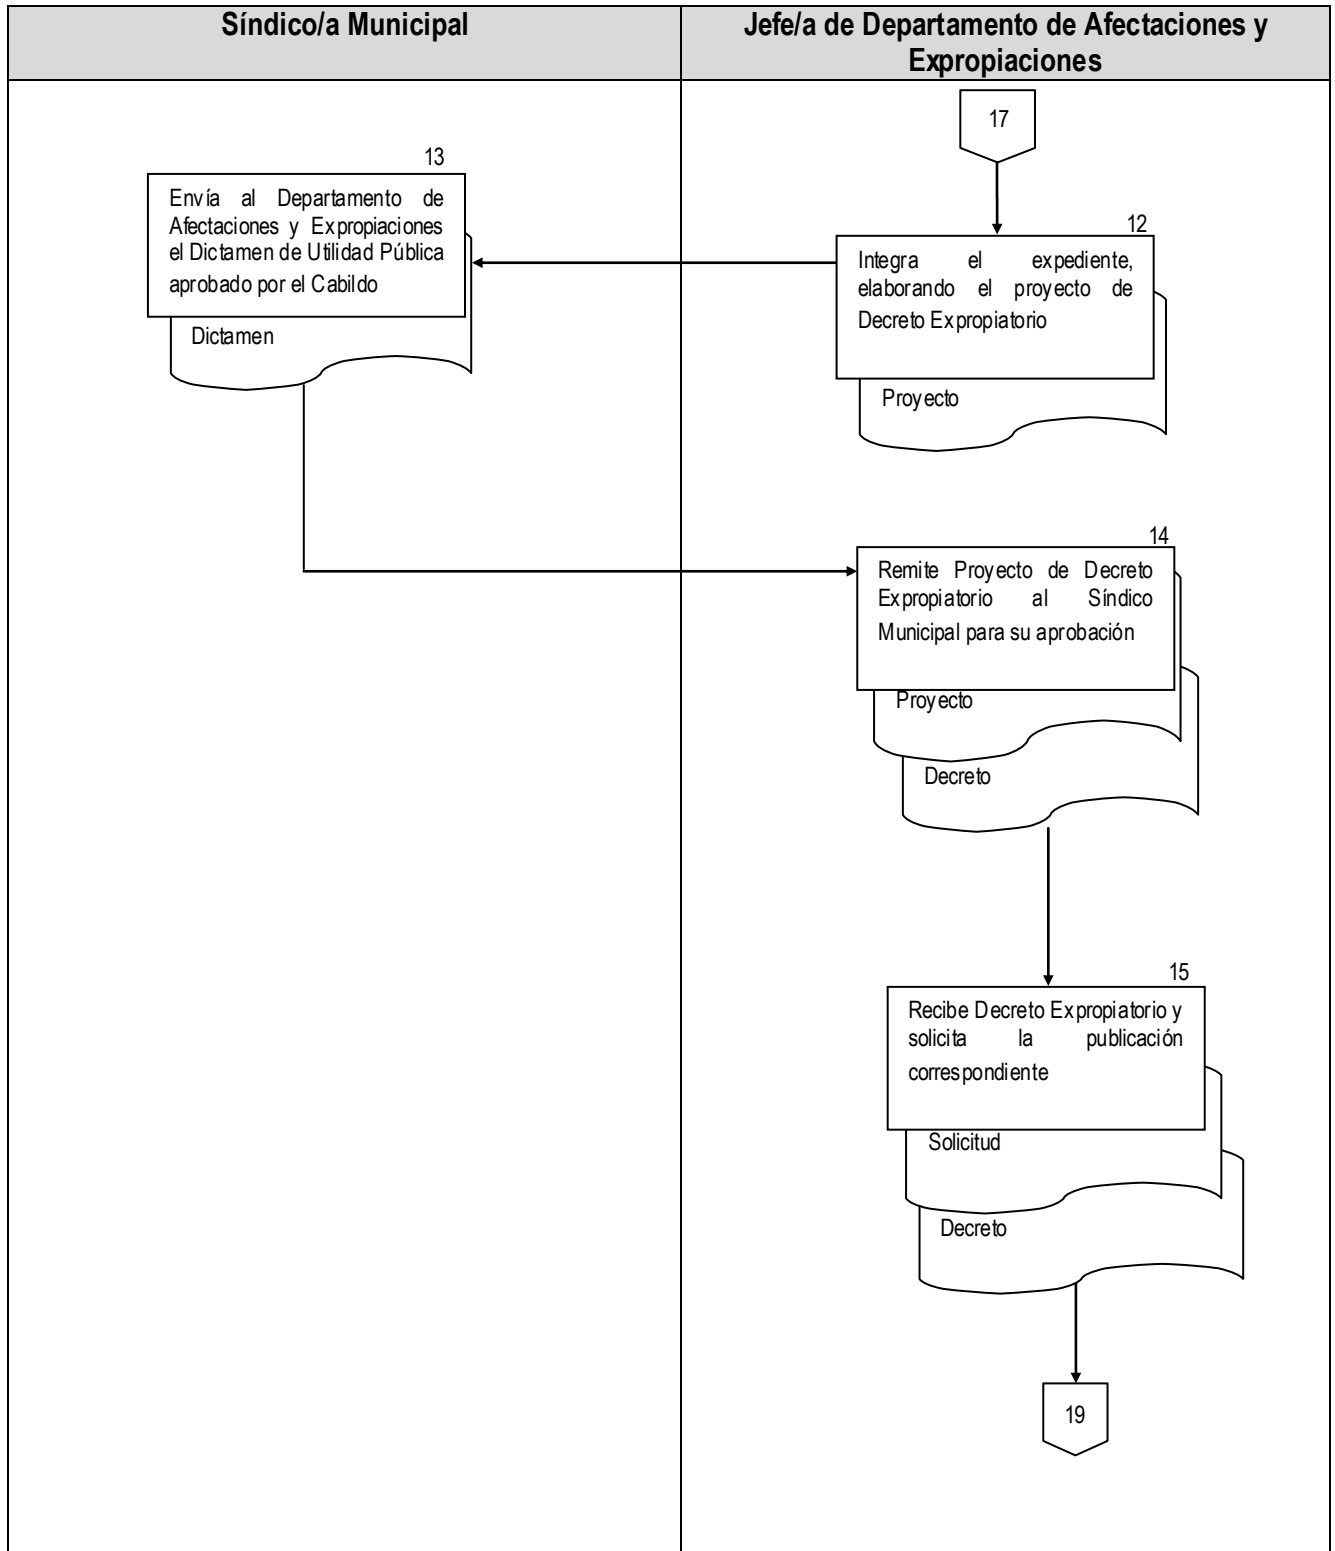 Síndico/a Municipal
Jefe/a de Departamento de Afectaciones y
Expropiaciones
17
13
Envía al Departamento de
Afectaciones y Expropiaciones
el Dictamen de Utilidad Pública
aprobado por el Cabildo
Dictamen
12
Integra el expediente,
elaborando el proyecto de
Decreto Expropiatorio
Proyecto
14
Remite Proyecto de Decreto
Expropiatorio al Síndico
Municipal para su aprobación
Proyecto
Decreto
15
Recibe Decreto Expropiatorio y
solicita la publicación
correspondiente
Solicitud
Decreto
19